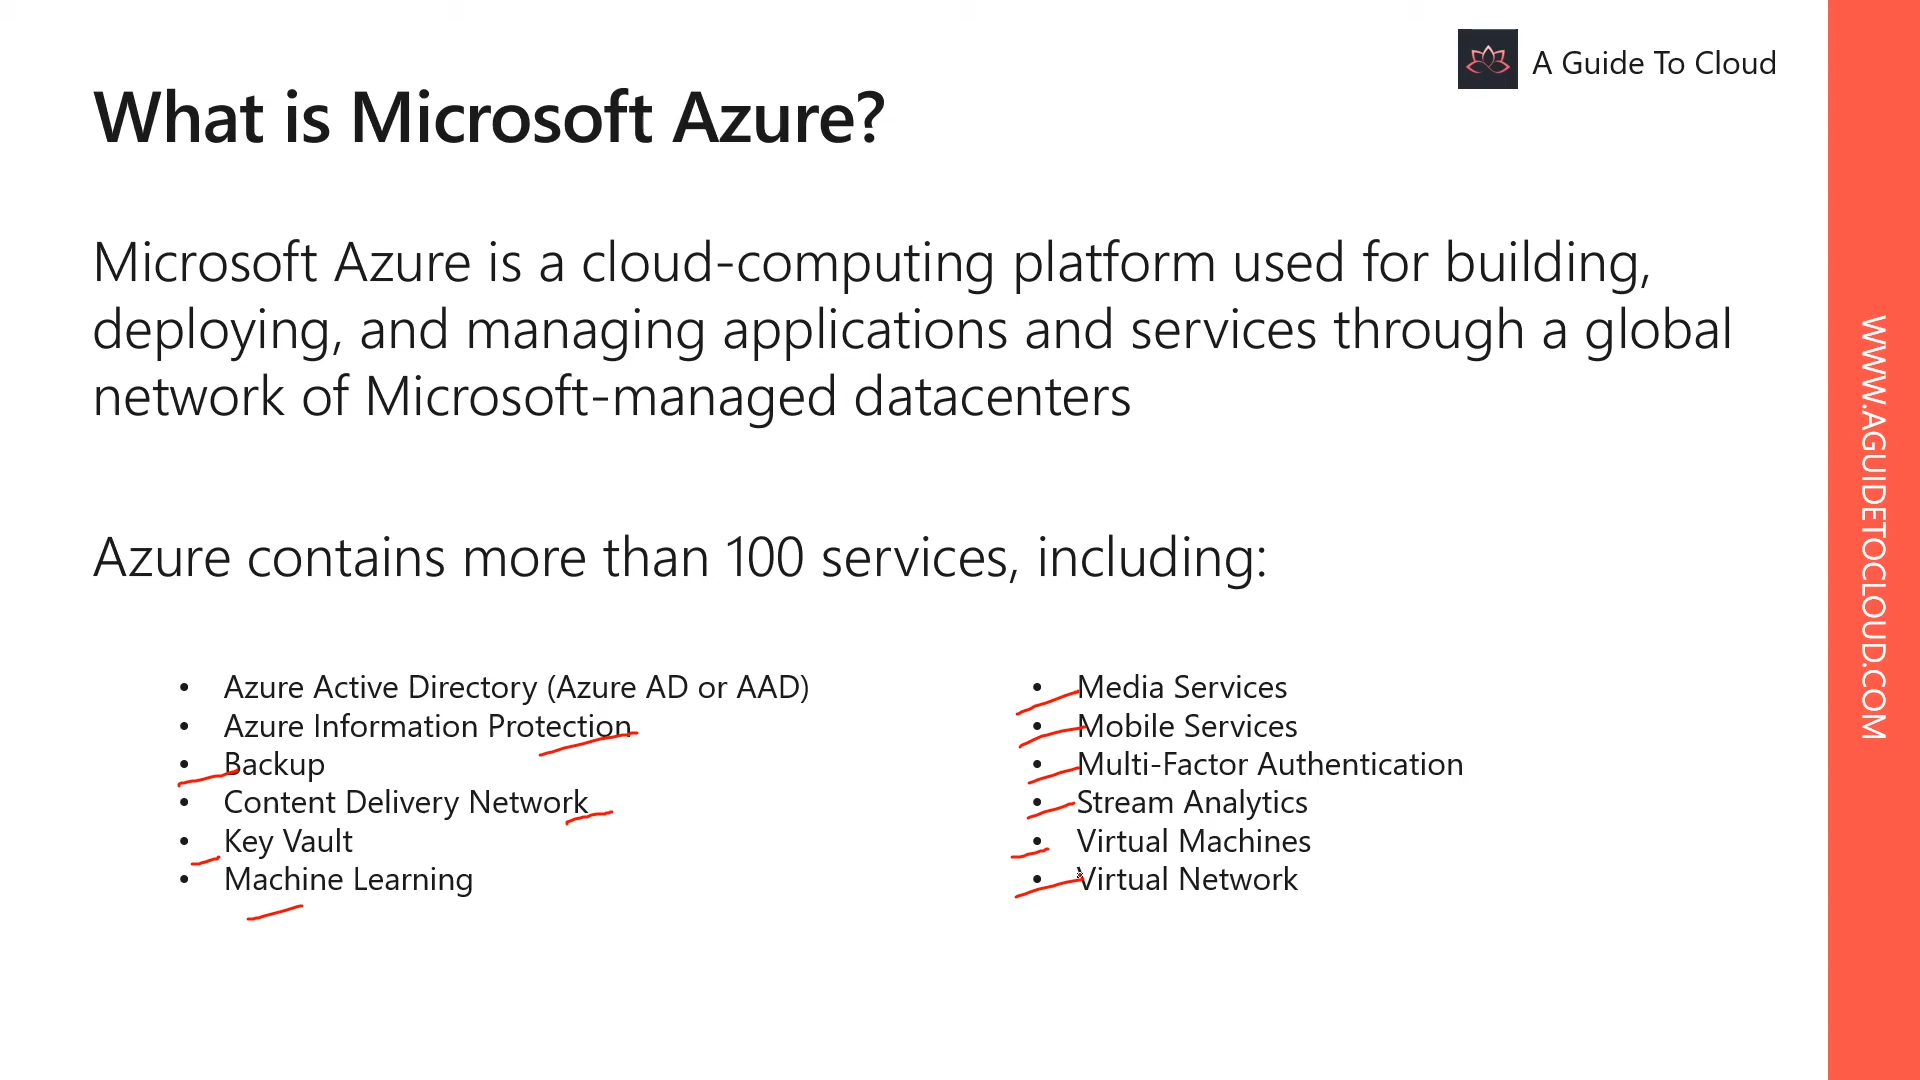 A Guide To Cloud
What is Microsoft Azure?
Microsoft Azure is a cloud-computing platform used for building,
deploying, and managing applications and services through a global
network of Microsoft-managed datacenters
Azure contains more than 100 services, including:
• Azure Active Directory (Azure AD or AAD)
• Azure Information Protection
• Backup
• Content Delivery Network
• Key Vault
• Machine Learning
• Media Services
• Mobile Services
• Multi-Factor Authentication
• Stream Analytics
• Virtual Machines
• Virtual Network
WWW.AGUIDETOCLOUD.COM